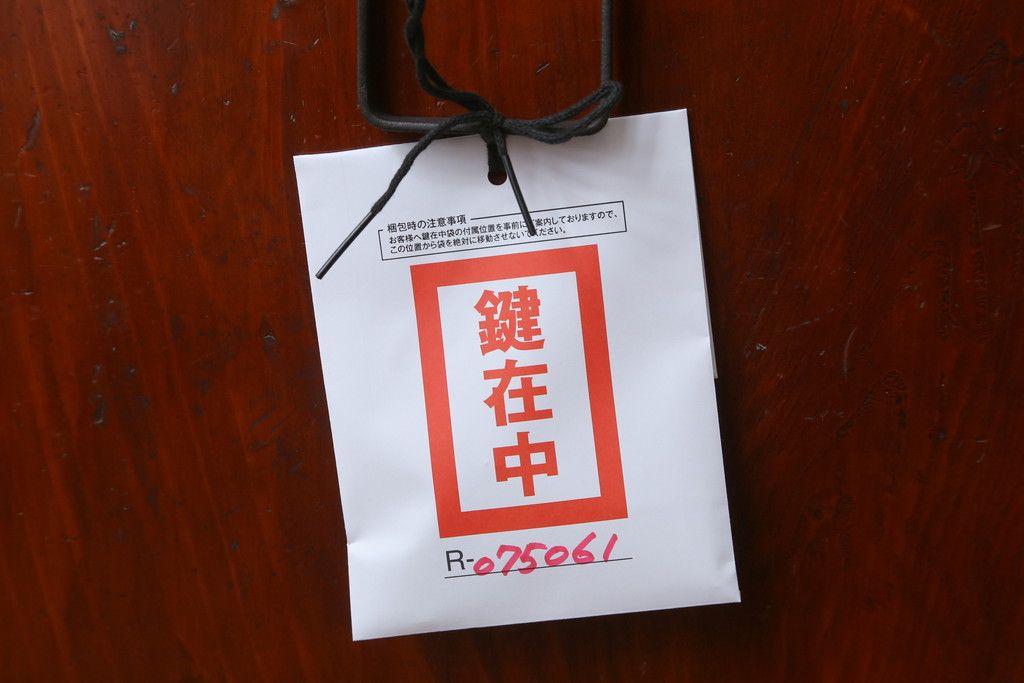 梱包時の注意事項
お客様へ鍵在中袋の付属位置を事前にご案内しておりますので、
この位置から袋を絶対に移動させないでください。
鍵在中
R-075061